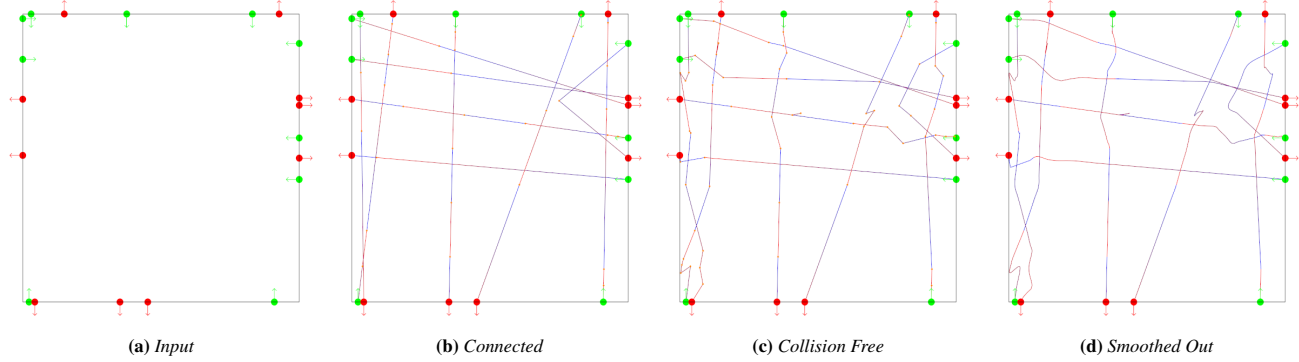 (a) Input
(b) Connected
(c) Collision Free
(d) Smoothed Out